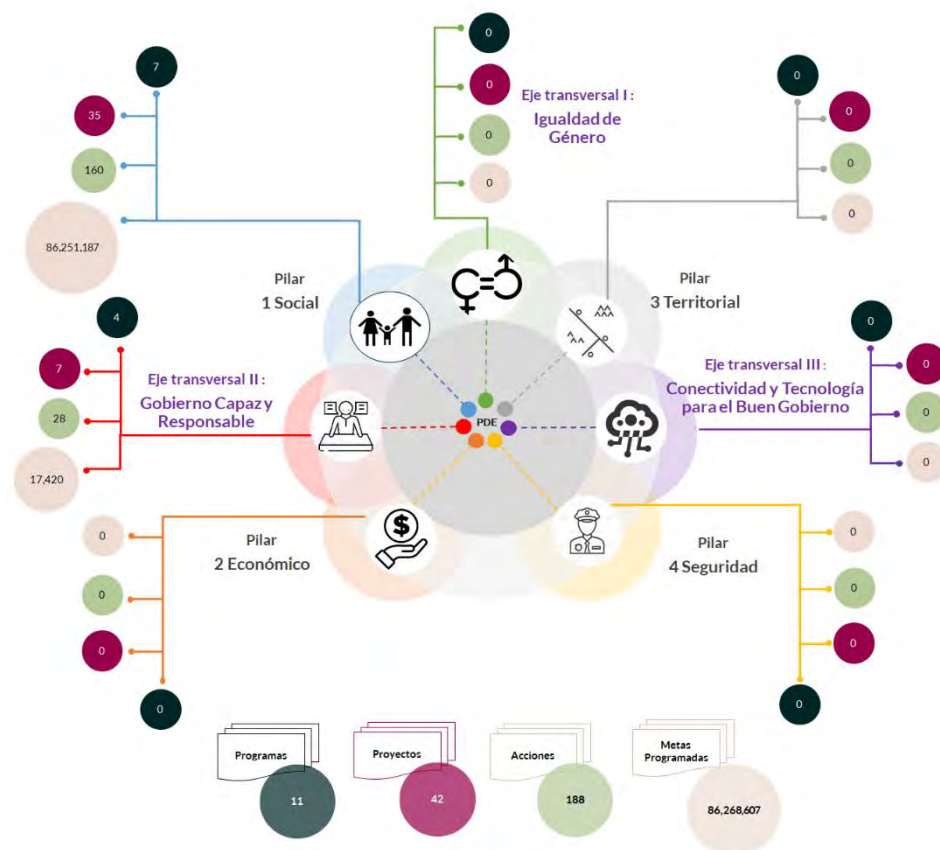 0
7
0
0
0
Eje transversal I :
Igualdad de
Género
0
35
0
160
0
0
0
86,251,187
Pilar
1 Social
Pilar
3 Territorial
4
0
7
Eje transversal II :
Gobierno Capaz y
Responsable
28
17,420
PDE
Eje transversal III :
Conectividad y Tecnología
para el Buen Gobierno
0
0
0
0
Pilar
2 Económico
0
0
0
$
Pilar
4 Seguridad
0
0
0
0
Programas
11
Proyectos
42
Acciones
188
Metas
Programadas
86,268,607